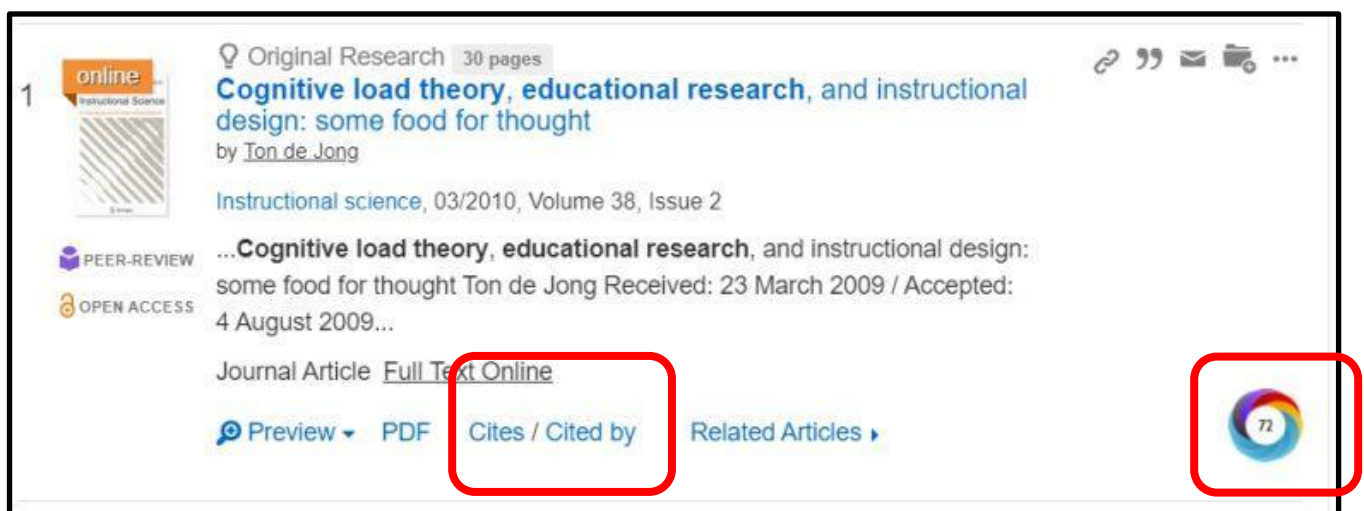 Original Research 30 pages
1
online
Instructional Science
Cognitive load theory, educational research, and instructional
design: some food for thought
by Ton de Jong
Instructional science, 03/2010, Volume 38, Issue 2
PEER-REVIEW
OPEN ACCESS
...Cognitive load theory, educational research, and instructional design:
some food for thought Ton de Jong Received: 23 March 2009 / Accepted:
4 August 2009...
Journal Article Full Text Online
Preview PDF Cites / Cited by Related Articles
72